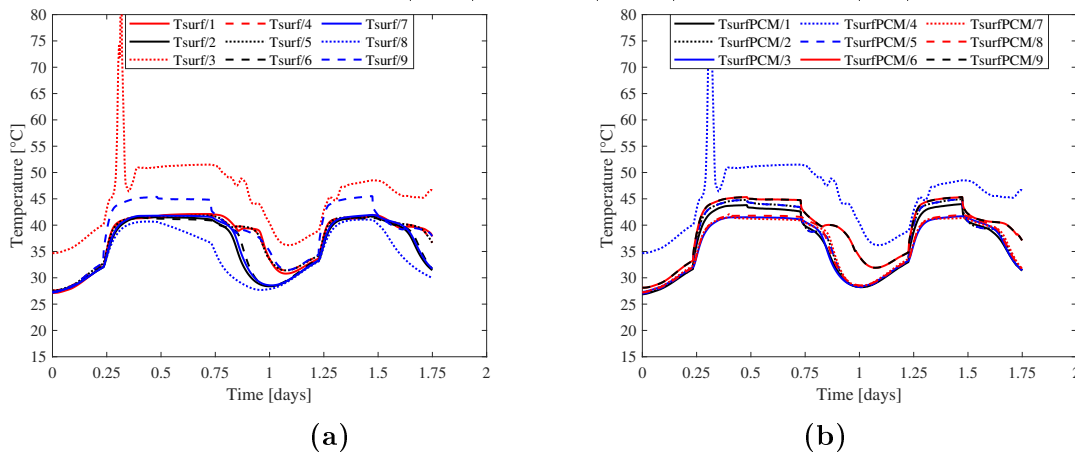 Tsurf/1 Tsurf/4 Tsurf/7
Tsurf/2 Tsurf/5 Tsurf/8
Tsurf/3 Tsurf/6 Tsurf/9
80
75
70
65
60
55
50
45
40
35
30
25
20
15
Temperature [°C]
0 0.25 0.5 0.75 1 1.25 1.5 1.75 2
Time [days]
(a)
TsurfPCM/1 TsurfPCM/4 TsurfPCM/7
TsurfPCM/2 TsurfPCM/5 TsurfPCM/8
TsurfPCM/3 TsurfPCM/6 TsurfPCM/9
80
75
70
65
60
55
50
45
40
35
30
25
20
15
Temperature [°C]
0 0.25 0.5 0.75 1 1.25 1.5 1.75 2
Time [days]
(b)